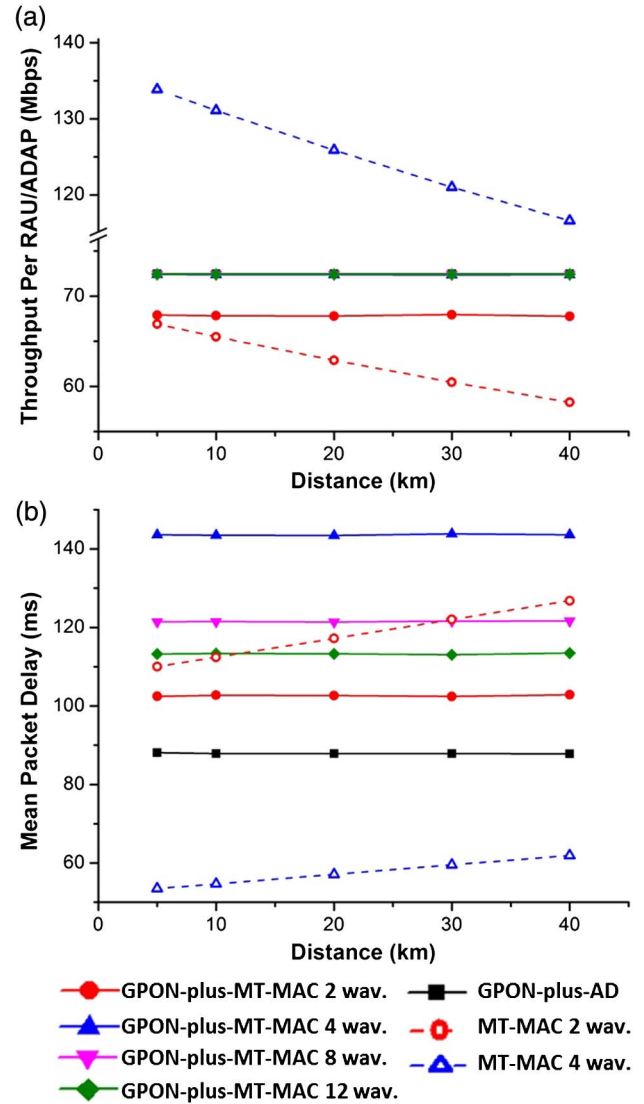 (a)
140
130
120
70
60
Throughput Per RAU/ADAP (Mbps)
0 10 20 30 40
Distance (km)
(b)
140
120
100
80
60
Mean Packet Delay (ms)
0 10 20 30 40
Distance (km)
GPON-plus-MT-MAC 2 wav.
GPON-plus-MT-MAC 4 wav.
GPON-plus-MT-MAC 8 wav.
GPON-plus-MT-MAC 12 wav.
GPON-plus-AD
MT-MAC 2 wav.
MT-MAC 4 wav.